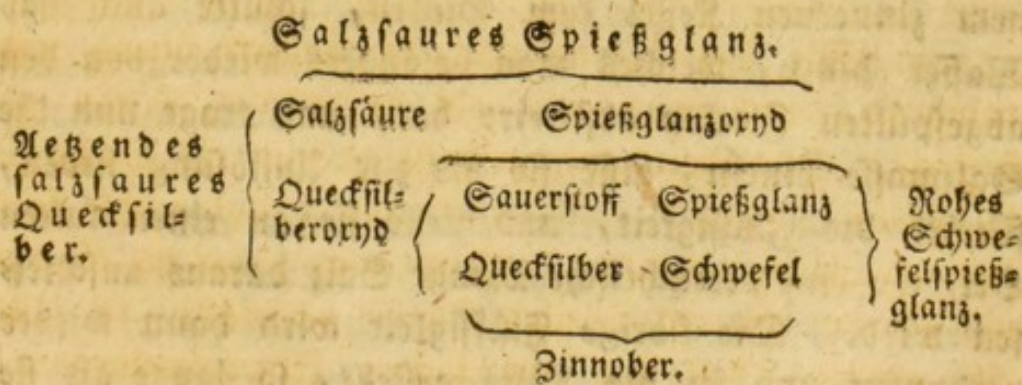 Salzsaures Spießglanz.
Salzsäure Spießglanzoxyd
Aetzendes
salzsaures
Quecksil=
ber.
Quecksil=
beroxyd
Sauerstoff Spießglanz
Quecksilber Schwefel
Rohes
Schwe=
felspieß=
glanz.
Zinnober.